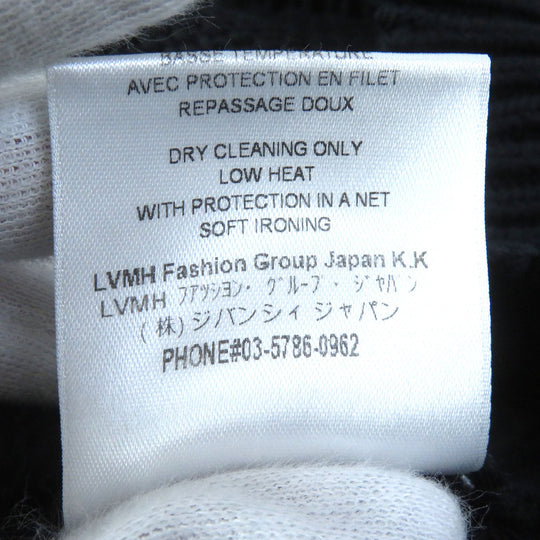 BASSE TEMPERATURE
AVEC PROTECTION EN FILET
REPASSAGE DOUX
DRY CLEANING ONLY
LOW HEAT
WITH PROTECTION IN A NET
SOFT IRONING
LVMH Fashion Group Japan K.K
LVMH ファッション・グループ・ジャパン
(株)ジバンシィ ジャパン
PHONE#03-5786-0962